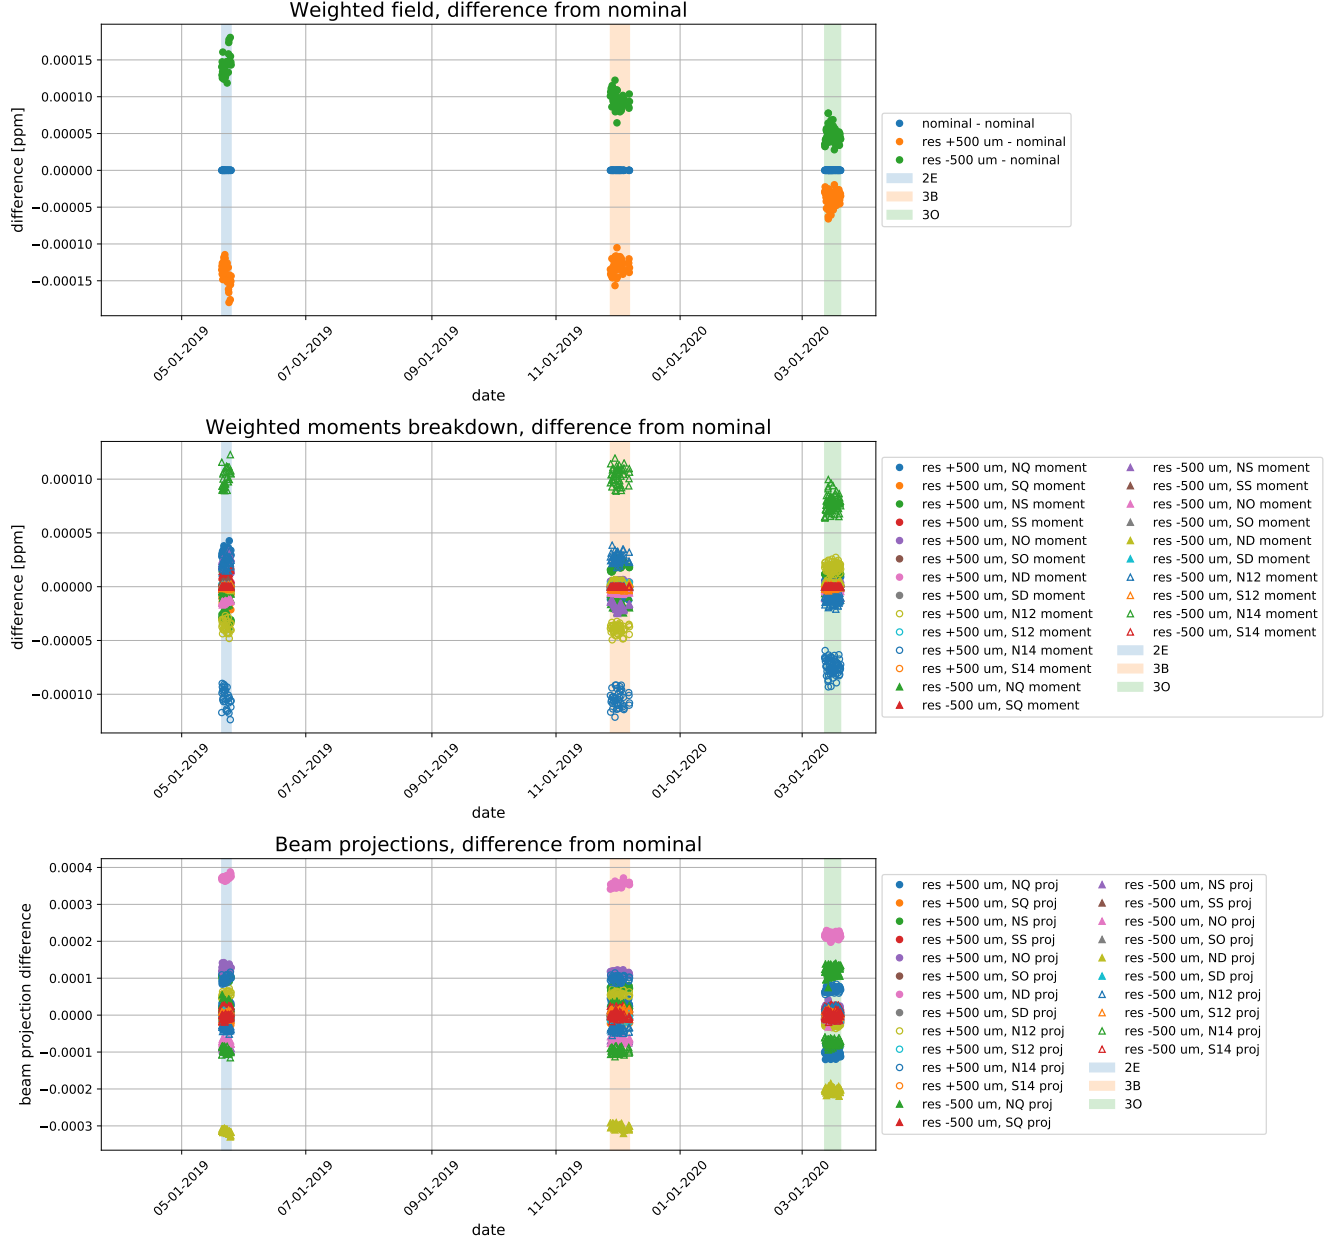 Weighted field, difference from nominal
difference [ppm]
0.00015
0.00010
0.00005
0.00000
−0.00005
−0.00010
−0.00015
05-01-2019
07-01-2019
09-01-2019
11-01-2019
01-01-2020
03-01-2020
date
nominal - nominal
res +500 um - nominal
res -500 um - nominal
2E
3B
3O
Weighted moments breakdown, difference from nominal
difference [ppm]
0.00010
0.00005
0.00000
−0.00005
−0.00010
05-01-2019
07-01-2019
09-01-2019
11-01-2019
01-01-2020
03-01-2020
date
res +500 um, NQ moment
res +500 um, SQ moment
res +500 um, NS moment
res +500 um, SS moment
res +500 um, NO moment
res +500 um, SO moment
res +500 um, ND moment
res +500 um, SD moment
res +500 um, N12 moment
res +500 um, S12 moment
res +500 um, N14 moment
res +500 um, S14 moment
res -500 um, NQ moment
res -500 um, SQ moment
res -500 um, NS moment
res -500 um, SS moment
res -500 um, NO moment
res -500 um, SO moment
res -500 um, ND moment
res -500 um, SD moment
res -500 um, N12 moment
res -500 um, S12 moment
res -500 um, N14 moment
res -500 um, S14 moment
2E
3B
3O
Beam projections, difference from nominal
beam projection difference
0.0004
0.0003
0.0002
0.0001
0.0000
−0.0001
−0.0002
−0.0003
05-01-2019
07-01-2019
09-01-2019
11-01-2019
01-01-2020
03-01-2020
date
res +500 um, NQ proj
res +500 um, SQ proj
res +500 um, NS proj
res +500 um, SS proj
res +500 um, NO proj
res +500 um, SO proj
res +500 um, ND proj
res +500 um, SD proj
res +500 um, N12 proj
res +500 um, S12 proj
res +500 um, N14 proj
res +500 um, S14 proj
res -500 um, NQ proj
res -500 um, SQ proj
res -500 um, NS proj
res -500 um, SS proj
res -500 um, NO proj
res -500 um, SO proj
res -500 um, ND proj
res -500 um, SD proj
res -500 um, N12 proj
res -500 um, S12 proj
res -500 um, N14 proj
res -500 um, S14 proj
2E
3B
3O